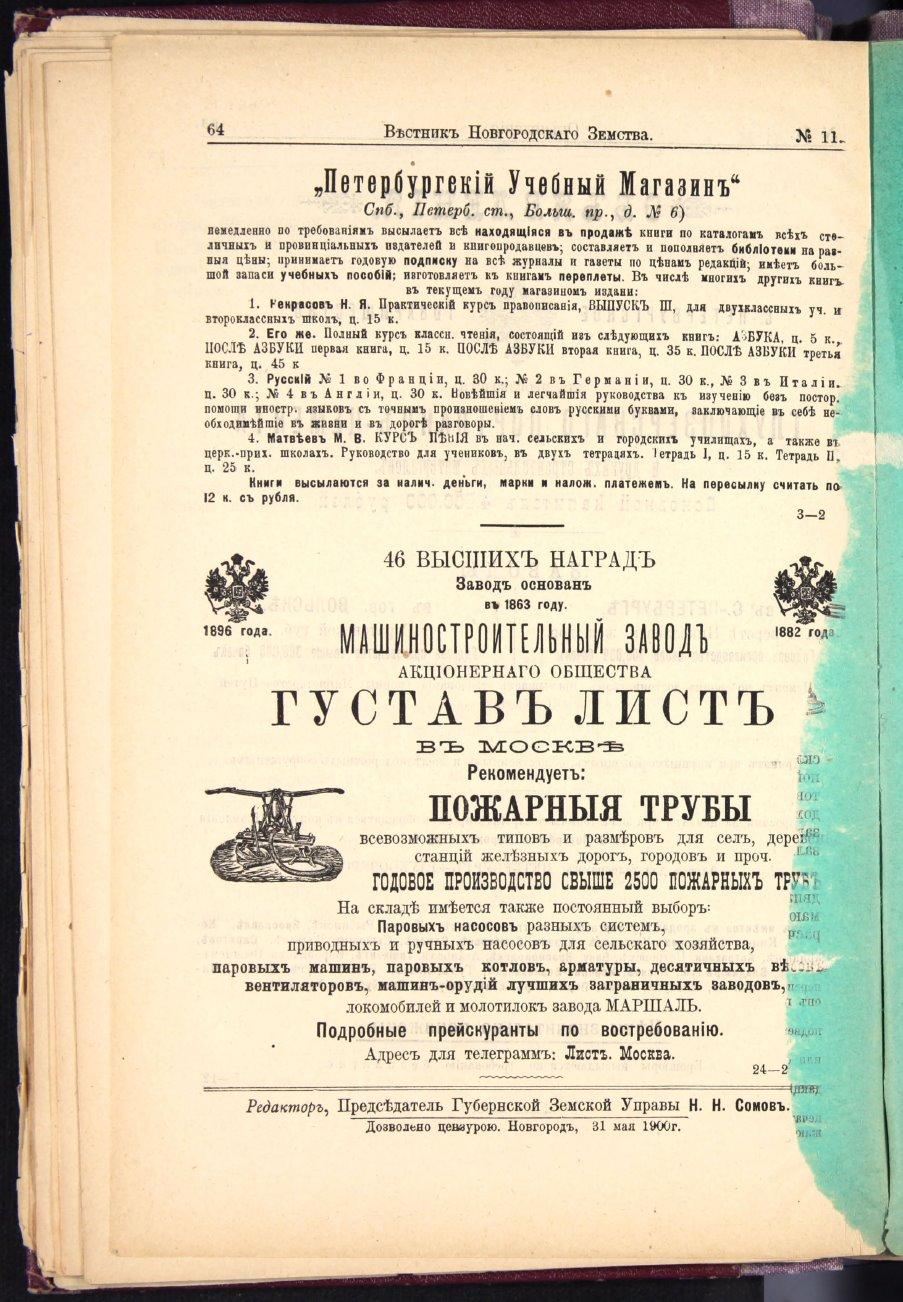 64
Вѣстникъ Новгородскаго Земства.
№ 11.
„Петербургскій Учебный Магазинъ“
Спб., Петерб. ст., Больш. пр., д. № 6)
немедленно по требованіямъ высылаетъ всѣ находящіяся въ продажѣ книги по каталогамъ всѣхъ сто-
личныхъ и провинціальныхъ издателей и книгопродавцевъ; составляетъ и пополняетъ библіотеки на раз-
ныя цѣны; принимаетъ годовую подписку на всѣ журналы и газеты по цѣнамъ редакцій; имѣетъ боль-
шой запаси учебныхъ пособій; изготовляетъ къ книгамъ переплеты. Въ числѣ многихъ другихъ книгъ
въ текущемъ году магазиномъ изданы:
1. Некрасовъ Н. Я. Практическій курсъ правописанія, ВЫПУСКЪ III, для двухклассныхъ уч. и
второклассныхъ школъ, ц. 15 к.
2. Его же. Полный курсъ классн. чтенія, состоящій изъ слѣдующихъ книгъ: АЗБУКА, ц. 5 к.,
ПОСЛѢ АЗБУКИ первая книга, ц. 15 к. ПОСЛѢ АЗБУКИ вторая книга, ц. 35 к. ПОСЛѢ АЗБУКИ третья
книга, ц. 45 к
3. Русскій № 1 во Франціи, ц. 30 к.; № 2 въ Германіи, ц. 30 к., № 3 въ Италіи.
ц. 30 к.; № 4 въ Англіи, ц. 30 к. Новѣйшія и легчайшія руководства къ изученію безъ постор.
помощи иностр. языковъ съ точнымъ произношеніемъ словъ русскими буквами, заключающіе въ себѣ не-
обходимѣйшіе въ жизни и въ дорогѣ разговоры.
4. Матвѣевъ М. В. КУРСЪ ПѢНІЯ въ нач. сельскихъ и городскихъ училищахъ, а также въ
церк.-прих. школахъ. Руководство для учениковъ, въ двухъ тетрадяхъ. Тетрадь I, ц. 15 к. Тетрадь II,
ц. 25 к.
Книги высылаются за налич. деньги, марки и налож. платежемъ. На пересылку считать по
12 к. съ рубля.
3—2
46 ВЫСШИХЪ НАГРАДЪ
Заводъ основанъ
въ 1863 году.
1896 года.
1882 года
МАШИНОСТРОИТЕЛЬНЫЙ ЗАВОДЪ
АКЦІОНЕРНАГО ОБЩЕСТВА
ГУСТАВЪ ЛИСТЪ
ВЪ МОСКВѢ
Рекомендуетъ:
ПОЖАРНЫЯ ТРУБЫ
всевозможныхъ типовъ и размѣровъ для селъ, дерев
станцій желѣзныхъ дорогъ, городовъ и проч.
ГОДОВОЕ ПРОИЗВОДСТВО СВЫШЕ 2500 ПОЖАРНЫХЪ ТРУБЪ
На складѣ имѣется также постоянный выборъ:
Паровыхъ насосовъ разныхъ системъ,
приводныхъ и ручныхъ насосовъ для сельскаго хозяйства,
паровыхъ машинъ, паровыхъ котловъ, арматуры, десятичныхъ вѣсовъ
вентиляторовъ, машинъ-орудій лучшихъ заграничныхъ заводовъ,
локомобилей и молотилокъ завода МАРШАЛЬ.
Подробные прейскуранты по востребованію.
Адресъ для телеграммъ: Листъ. Москва.
24—2
Редакторъ, Предсѣдатель Губернской Земской Управы Н. Н. Сомовъ.
Дозволено цензурою. Новгородъ, 31 мая 1900г.